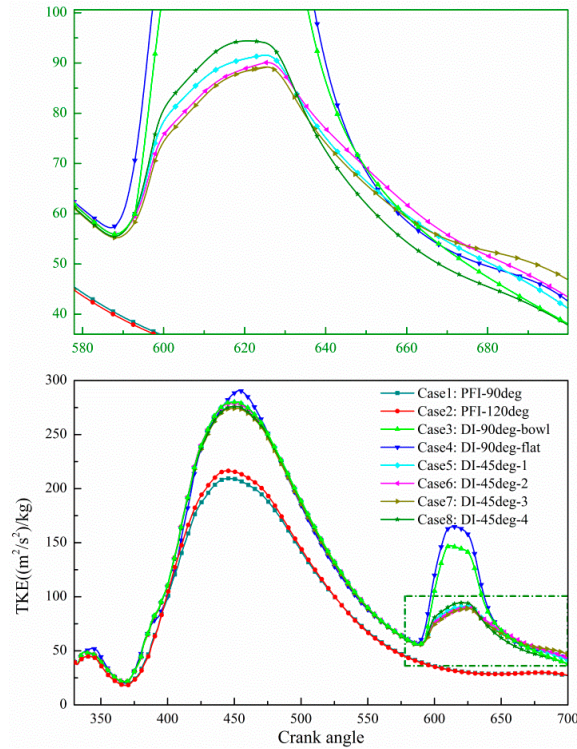 100
90
80
70
60
50
40
580 600 620 640 660 680
300
250
200
150
100
50
0
TKE((m²/s²)/kg)
Case1: PFI-90deg
Case2: PFI-120deg
Case3: DI-90deg-bowl
Case4: DI-90deg-flat
Case5: DI-45deg-1
Case6: DI-45deg-2
Case7: DI-45deg-3
Case8: DI-45deg-4
350 400 450 500 550 600 650 700
Crank angle